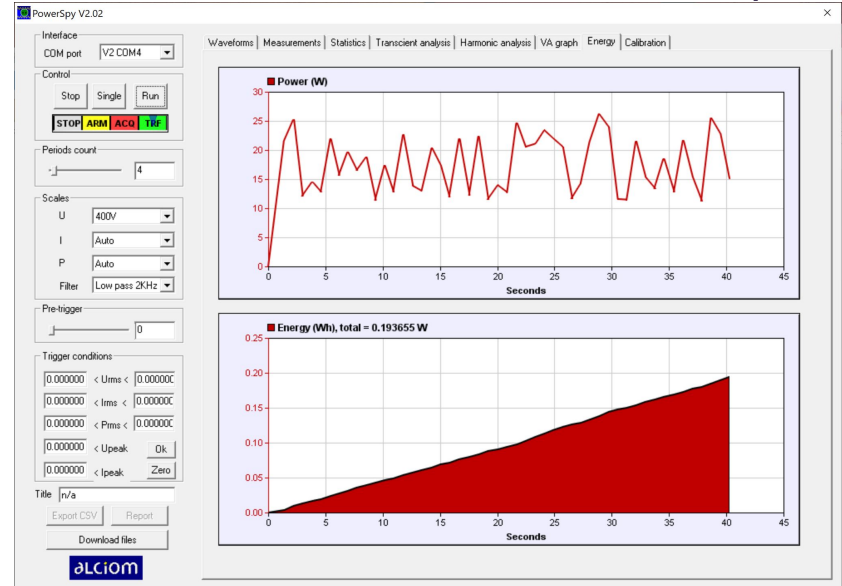 PowerSpy V2.02
Interface
COM port V2 COM4
Control
Stop Single Run
STOP ARM ACQ TRF
Periods count
4
Scales
U 400V
I Auto
P Auto
Filter Low pass 2KHz
Pre-trigger
0
Trigger conditions
0.000000 < Urms < 0.00000C
0.000000 < Irms < 0.00000C
0.000000 < Prms < 0.00000C
0.000000 < Upeak Ok
0.000000 < Ipeak Zero
Title n/a
Export CSV Report
Download files
ALCIOM
Waveforms Measurements Statistics Transient analysis Harmonic analysis VA graph Energy Calibration
Power (W)
30
25
20
15
10
5
0
0 5 10 15 20 25 30 35 40 45
Seconds
Energy (Wh), total = 0.193655 W
0.25
0.20
0.15
0.10
0.05
0.00
0 5 10 15 20 25 30 35 40 45
Seconds